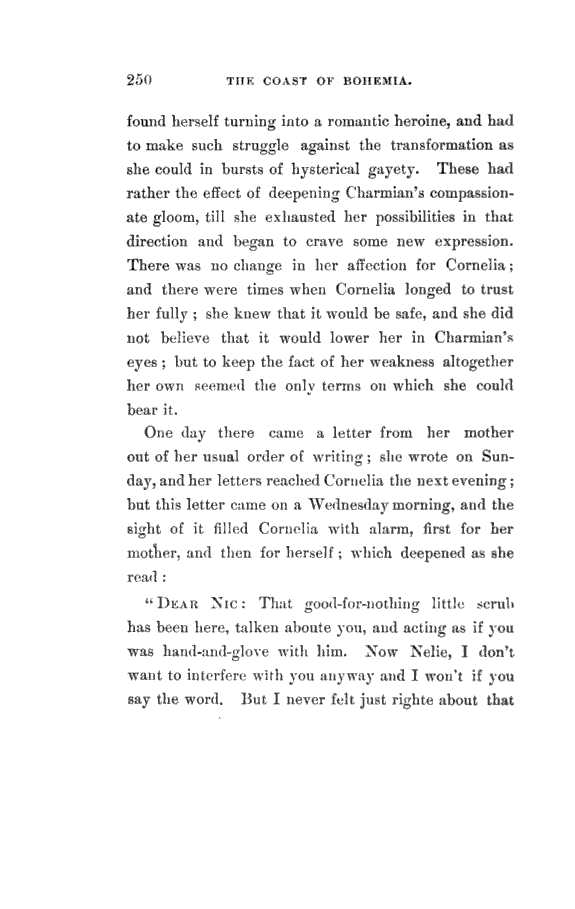 250 THE COAST OF BOHEMIA.
found herself turning into a romantic heroine, and had
to make such struggle against the transformation as
she could in bursts of hysterical gayety. These had
rather the effect of deepening Charmian's compassion-
ate gloom, till she exhausted her possibilities in that
direction and began to crave some new expression.
There was no change in her affection for Cornelia;
and there were times when Cornelia longed to trust
her fully; she knew that it would be safe, and she did
not believe that it would lower her in Charmian's
eyes; but to keep the fact of her weakness altogether
her own seemed the only terms on which she could
bear it.
One day there came a letter from her mother
out of her usual order of writing; she wrote on Sun-
day, and her letters reached Cornelia the next evening;
but this letter came on a Wednesday morning, and the
sight of it filled Cornelia with alarm, first for her
mother, and then for herself; which deepened as she
read:
"DEAR NIC: That good-for-nothing little scrub
has been here, talken aboute you, and acting as if you
was hand-and-glove with him. Now Nelie, I don't
want to interfere with you anyway and I won't if you
say the word. But I never felt just righte about that